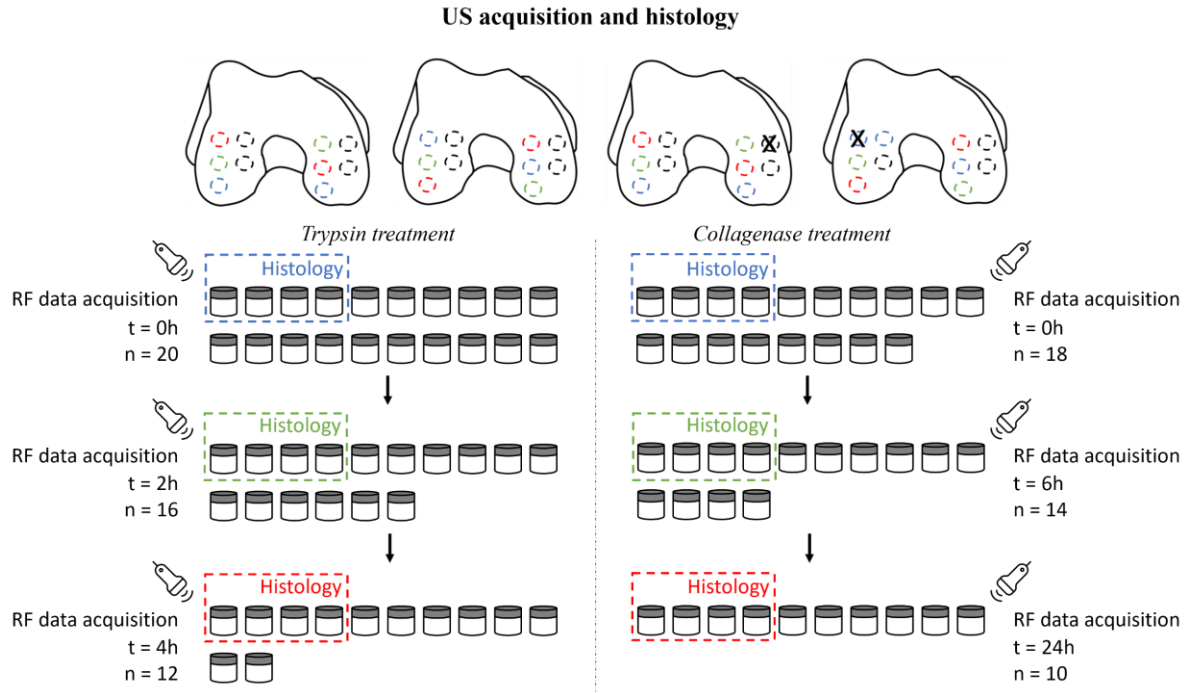 US acquisition and histology
X
X
Trypsin treatment
Collagenase treatment
Histology
RF data acquisition
t = 0h
n = 20
Histology
RF data acquisition
t = 0h
n = 18
Histology
RF data acquisition
t = 2h
n = 16
Histology
RF data acquisition
t = 6h
n = 14
Histology
RF data acquisition
t = 4h
n = 12
Histology
RF data acquisition
t = 24h
n = 10